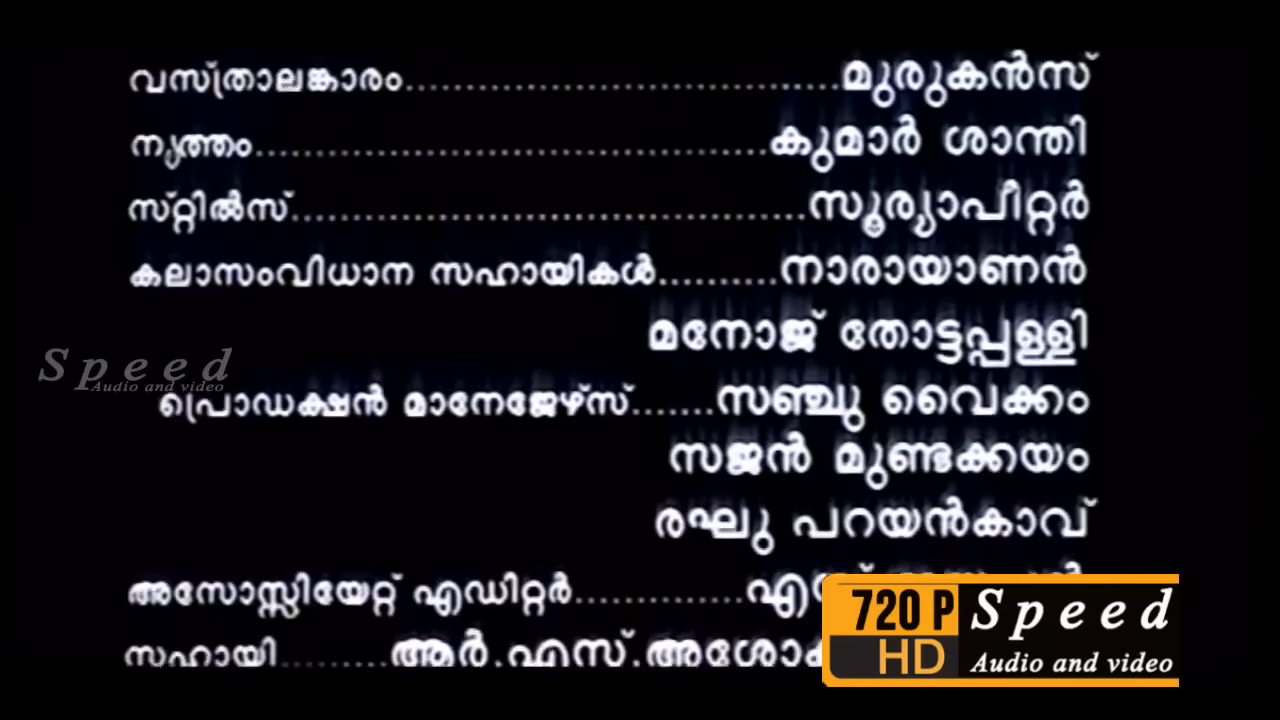 വസ്ത്രാലങ്കാരം........................................മുരുകൻസ്
നൃത്തം...............................................കുമാർ ശാന്തി
സ്റ്റിൽസ്...............................................സൂര്യാപീറ്റർ
കലാസംവിധാന സഹായികൾ..........നാരായാണൻ
മനോജ് തോട്ടപ്പള്ളി
Speed
Audio and video
പ്രൊഡക്ഷൻ മാനേജേഴ്സ്.......സഞ്ചു വൈക്കം
സജൻ മുണ്ടക്കയം
രഘു പറയൻകാവ്
അസോസ്സിയേറ്റ് എഡിറ്റർ...............
സഹായി.........ആർ.എസ്.
720 P Speed
HD Audio and video